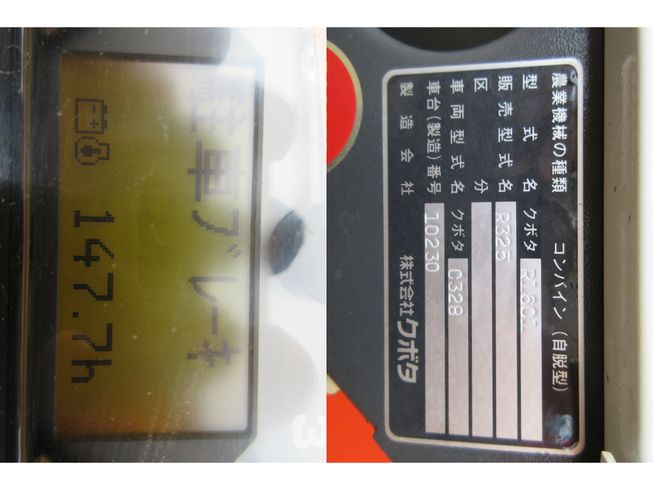 駐車ブレーキ
147.7h
農業機械の種類 コンバイン(自脱型)
型式名 クボタ R1-60I
販売型式名 R325
区分
車両型式名 クボタ C328
車台(製造)番号 10230
製造会社 株式会社クボタ
3